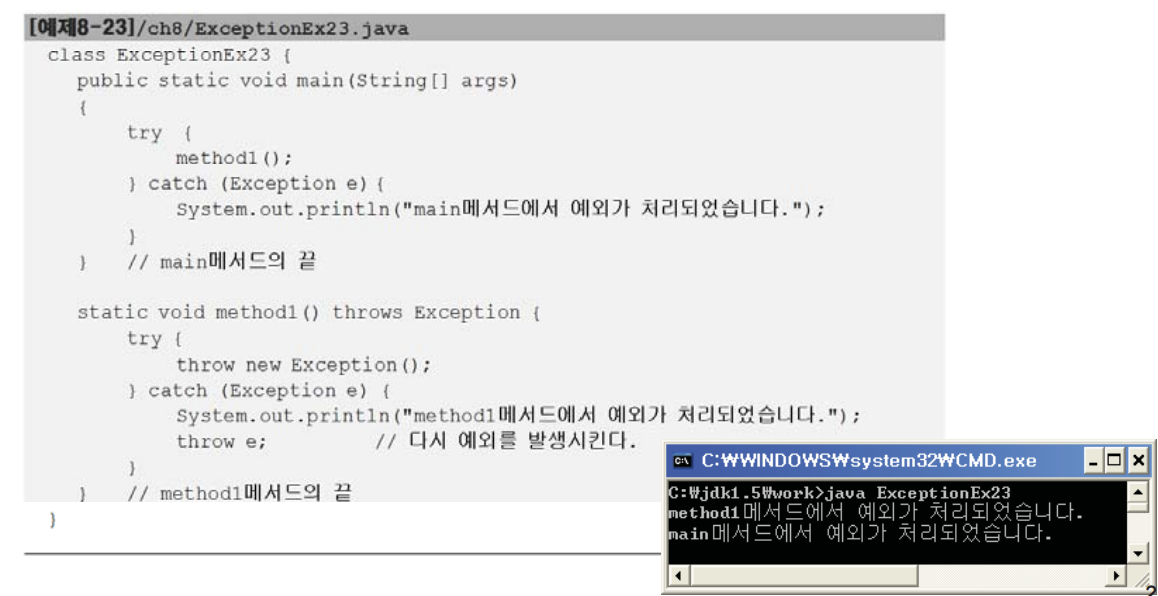 [예제8-23]/ch8/ExceptionEx23.java
class ExceptionEx23 {
public static void main(String[] args)
{
try {
method1();
} catch (Exception e) {
System.out.println("main메서드에서 예외가 처리되었습니다.");
}
} // main메서드의 끝
static void method1() throws Exception {
try {
throw new Exception();
} catch (Exception e) {
System.out.println("method1메서드에서 예외가 처리되었습니다.");
throw e; // 다시 예외를 발생시킨다.
}
} // method1메서드의 끝
}
C:\WINDOWS\system32\CMD.exe
C:\jdk1.5\work>java ExceptionEx23
method1메서드에서 예외가 처리되었습니다.
main메서드에서 예외가 처리되었습니다.
2